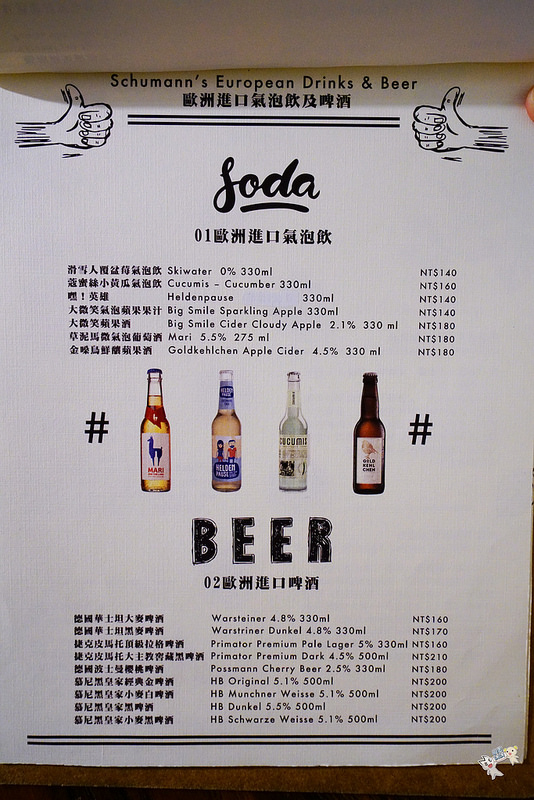 Schumann's European Drinks & Beer
歐洲進口氣泡飲及啤酒
Soda
01歐洲進口氣泡飲
滑雪人覆盆莓氣泡飲 Skiwater 0% 330ml NT$140
蔻蜜絲小黃瓜氣泡飲 Cucumis – Cucumber 330ml NT$160
嘿！英雄 Heldenpause 330ml NT$140
大微笑氣泡蘋果果汁 Big Smile Sparkling Apple 330ml NT$140
大微笑蘋果酒 Big Smile Cider Cloudy Apple 2.1% 330 ml NT$180
草泥馬微氣泡葡萄酒 Mari 5.5% 275 ml NT$180
金嗓鳥鮮釀蘋果酒 Goldkehlchen Apple Cider 4.5% 330 ml NT$180
# #
MARI
HELDEN PAUSE
HELDEN PAUSE
CUCUMIS
GOLD KEHL CHEN
BEER
02歐洲進口啤酒
德國華士坦大麥啤酒 Warsteiner 4.8% 330ml NT$160
德國華士坦黑麥啤酒 Warstriner Dunkel 4.8% 330ml NT$170
捷克皮馬托頂級拉格啤酒 Primator Premium Pale Lager 5% 330ml NT$160
捷克皮馬托大主教窖藏黑啤酒 Primator Premium Dark 4.5% 500ml NT$210
德國波士曼櫻桃啤酒 Possmann Cherry Beer 2.5% 330ml NT$180
慕尼黑皇家經典金啤酒 HB Original 5.1% 500ml NT$200
慕尼黑皇家小麥白啤酒 HB Munchner Weisse 5.1% 500ml NT$200
慕尼黑皇家黑啤酒 HB Dunkel 5.5% 500ml NT$200
慕尼黑皇家小麥黑啤酒 HB Schwarze Weisse 5.1% 500ml NT$200